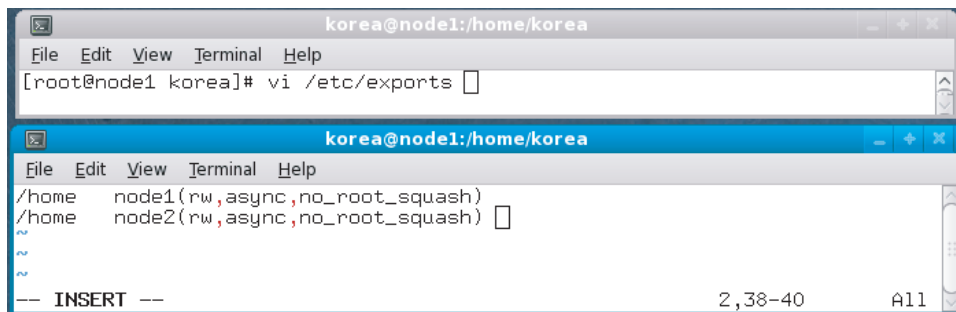 korea@node1:/home/korea
File Edit View Terminal Help
[root@node1 korea]# vi /etc/exports
korea@node1:/home/korea
File Edit View Terminal Help
/home   node1(rw,async,no_root_squash)
/home   node2(rw,async,no_root_squash)
~
~
~
-- INSERT -- 2,38-40 All